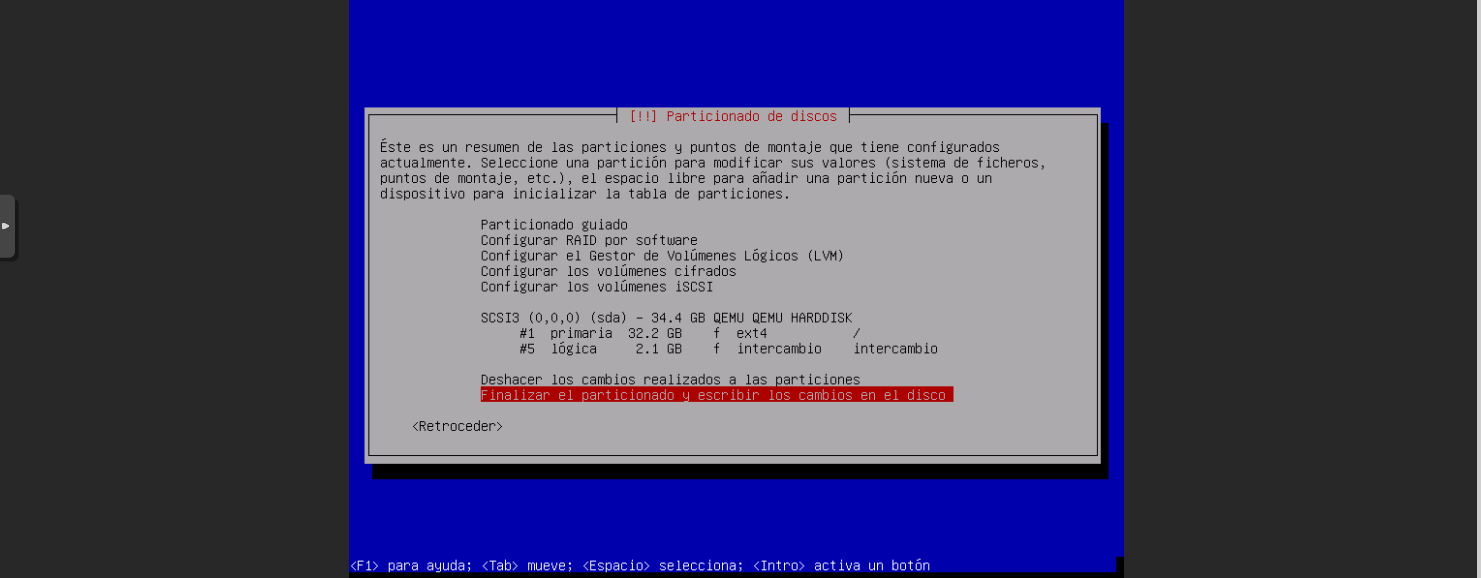 [!!] Particionado de discos
Éste es un resumen de las particiones y puntos de montaje que tiene configurados
actualmente. Seleccione una partición para modificar sus valores (sistema de ficheros,
puntos de montaje, etc.), el espacio libre para añadir una partición nueva o un
dispositivo para inicializar la tabla de particiones.
Particionado guiado
Configurar RAID por software
Configurar el Gestor de Volúmenes Lógicos (LVM)
Configurar los volúmenes cifrados
Configurar los volúmenes iSCSI
SCSI3 (0,0,0) (sda) – 34.4 GB QEMU QEMU HARDDISK
#1 primaria 32.2 GB f ext4 /
#5 lógica 2.1 GB f intercambio intercambio
Deshacer los cambios realizados a las particiones
Finalizar el particionado y escribir los cambios en el disco
<Retroceder>
<F1> para ayuda; <Tab> mueve; <Espacio> selecciona; <Intro> activa un botón